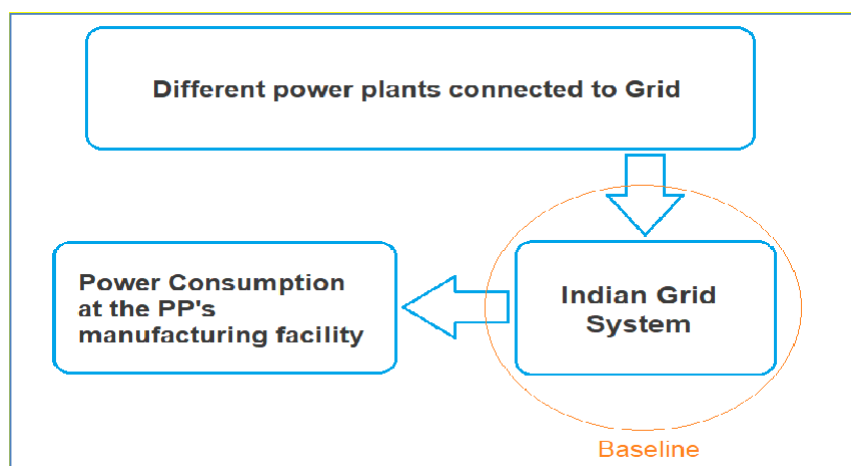 Different power plants connected to Grid
Power Consumption
at the PP's
manufacturing facility
Indian Grid
System
Baseline